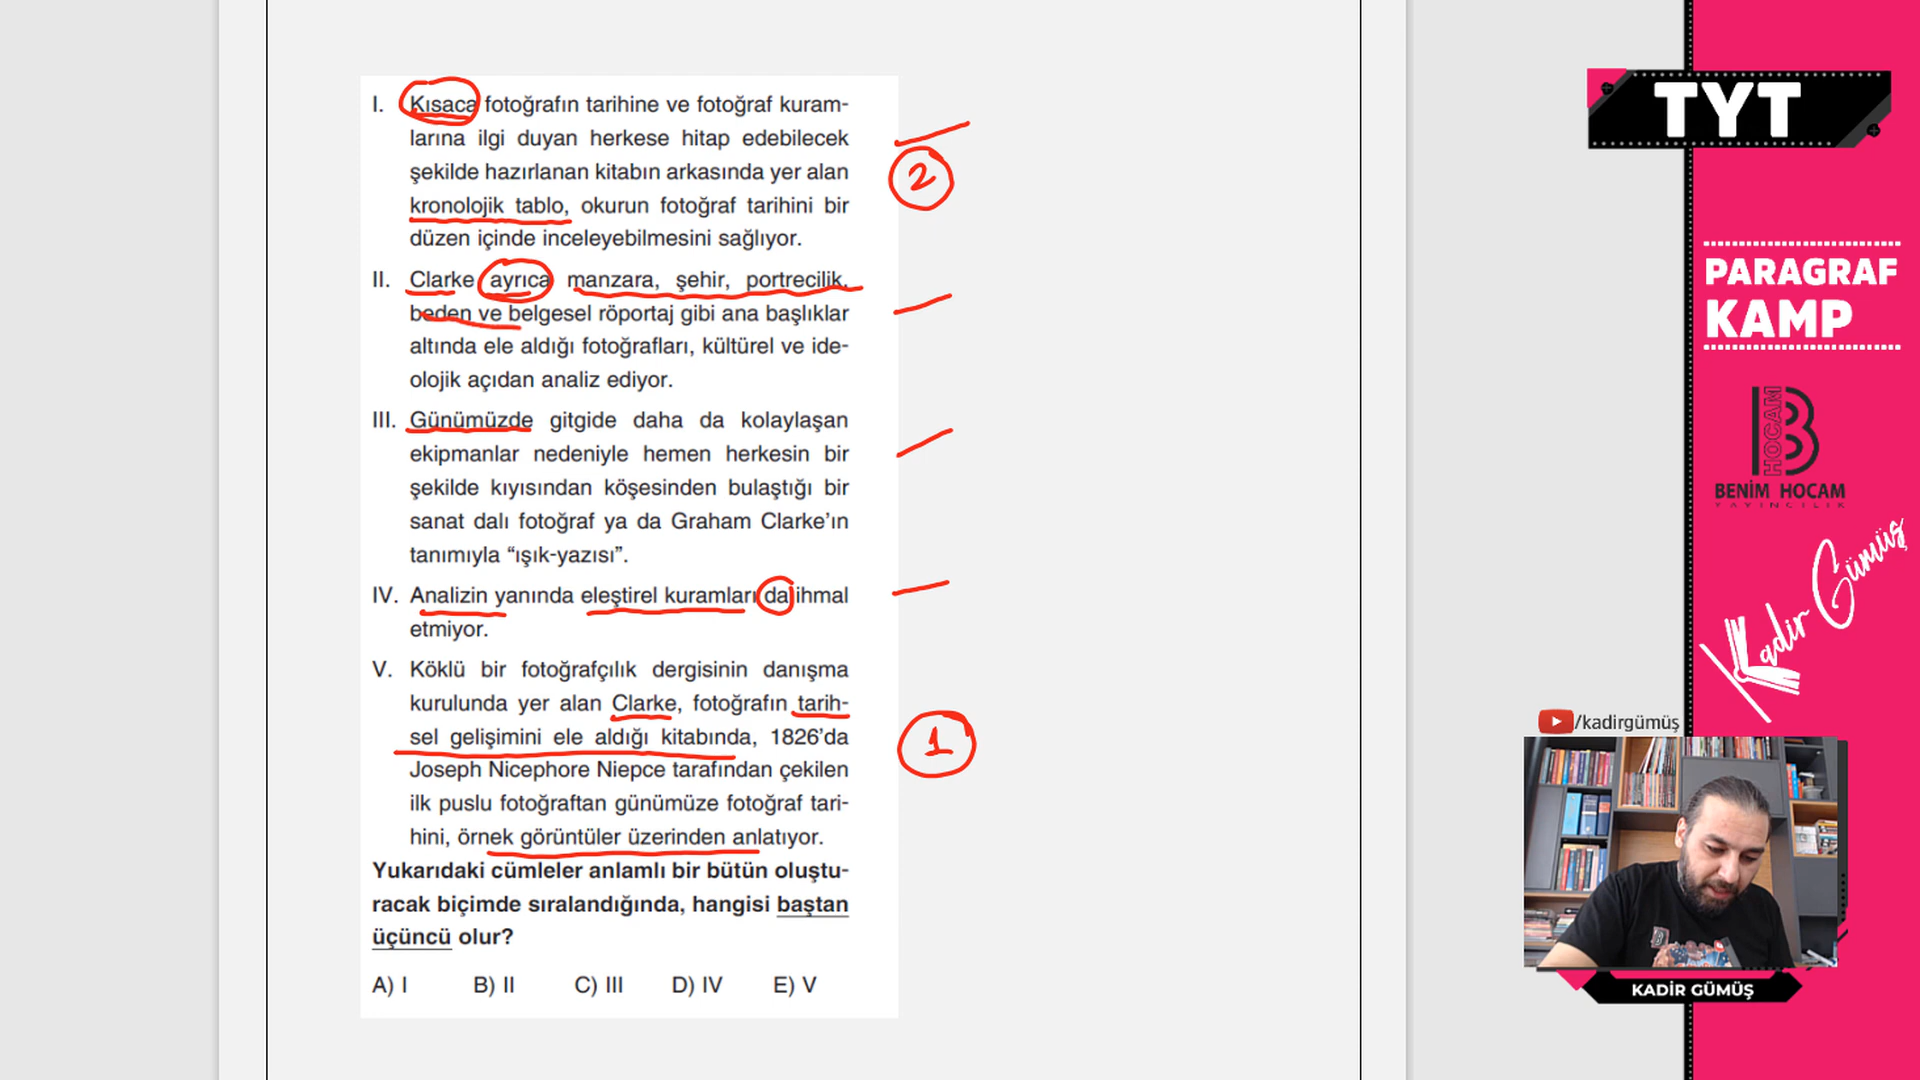 I. Kısaca fotoğrafın tarihine ve fotoğraf kuram-
larına ilgi duyan herkese hitap edebilecek
şekilde hazırlanan kitabın arkasında yer alan
kronolojik tablo, okurun fotoğraf tarihini bir
düzen içinde inceleyebilmesini sağlıyor.
2
II. Clarke ayrıca manzara, şehir, portrecilik,
beden ve belgesel röportaj gibi ana başlıklar
altında ele aldığı fotoğrafları, kültürel ve ide-
olojik açıdan analiz ediyor.
III. Günümüzde gitgide daha da kolaylaşan
ekipmanlar nedeniyle hemen herkesin bir
şekilde kıyısından köşesinden bulaştığı bir
sanat dalı fotoğraf ya da Graham Clarke’ın
tanımıyla “ışık-yazısı”.
IV. Analizin yanında eleştirel kuramları da ihmal
etmiyor.
V. Köklü bir fotoğrafçılık dergisinin danışma
kurulunda yer alan Clarke, fotoğrafın tarih-
sel gelişimini ele aldığı kitabında, 1826’da
Joseph Nicephore Niepce tarafından çekilen
ilk puslu fotoğraftan günümüze fotoğraf tari-
hini, örnek görüntüler üzerinden anlatıyor.
1
Yukarıdaki cümleler anlamlı bir bütün oluştu-
racak biçimde sıralandığında, hangisi baştan
üçüncü olur?
A) I B) II C) III D) IV E) V
TYT
PARAGRAF
KAMP
HOCAM
BENİM HOCAM
YAYINCILIK
Kadir Gümüş
/kadirgümüş
KADİR GÜMÜŞ